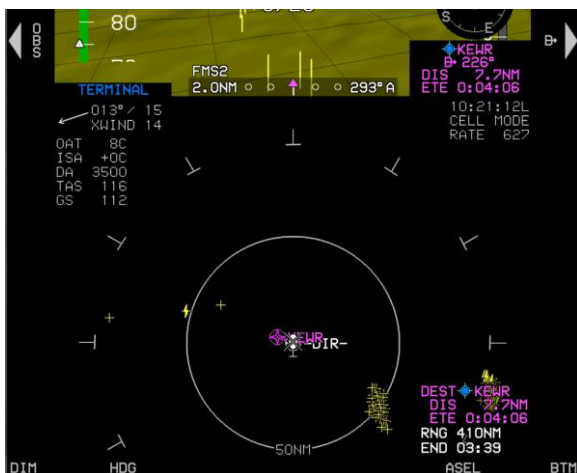 OBS
80
S
E
KEWR
226°
DIS 7.7NM
ETE 0:04:06
FMS2
2.0NM
293°A
TERMINAL
013°/ 15
XWIND 14
10:21:12L
CELL MODE
RATE 627
OAT 8C
ISA +0C
DA 3500
TAS 116
GS 112
-DIR-
DEST KEWR
DIS 7.7NM
ETE 0:04:06
RNG 410NM
END 03:39
50NM
DIM
HDG
ASEL
BTM